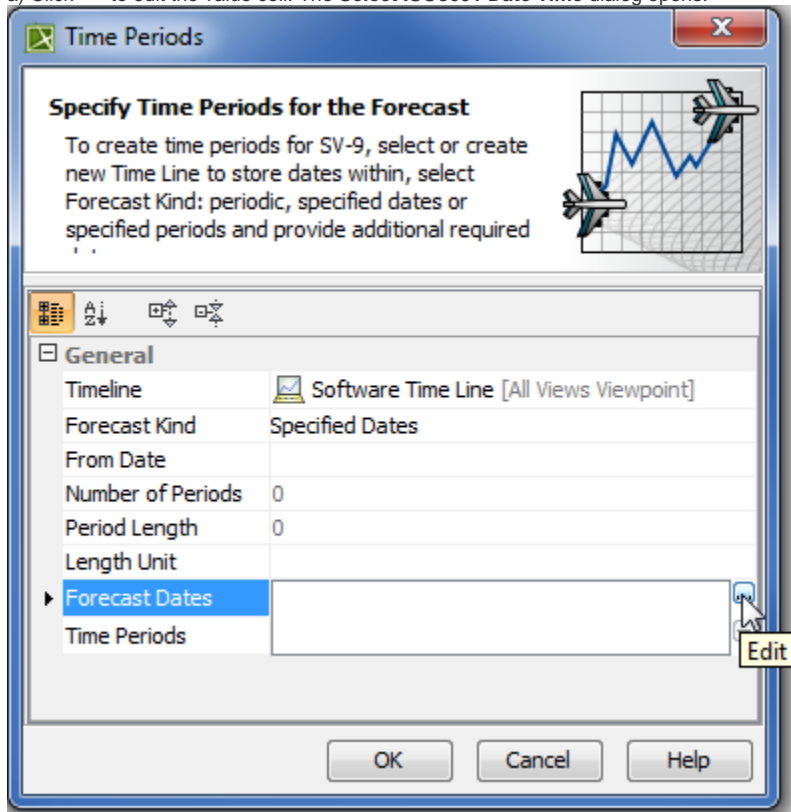 Time Periods
Specify Time Periods for the Forecast
To create time periods for SV-9, select or create
new Time Line to store dates within, select
Forecast Kind: periodic, specified dates or
specified periods and provide additional required
General
Timeline Software Time Line [All Views Viewpoint]
Forecast Kind Specified Dates
From Date
Number of Periods 0
Period Length 0
Length Unit
Forecast Dates ...
Time Periods
Edit
OK Cancel Help